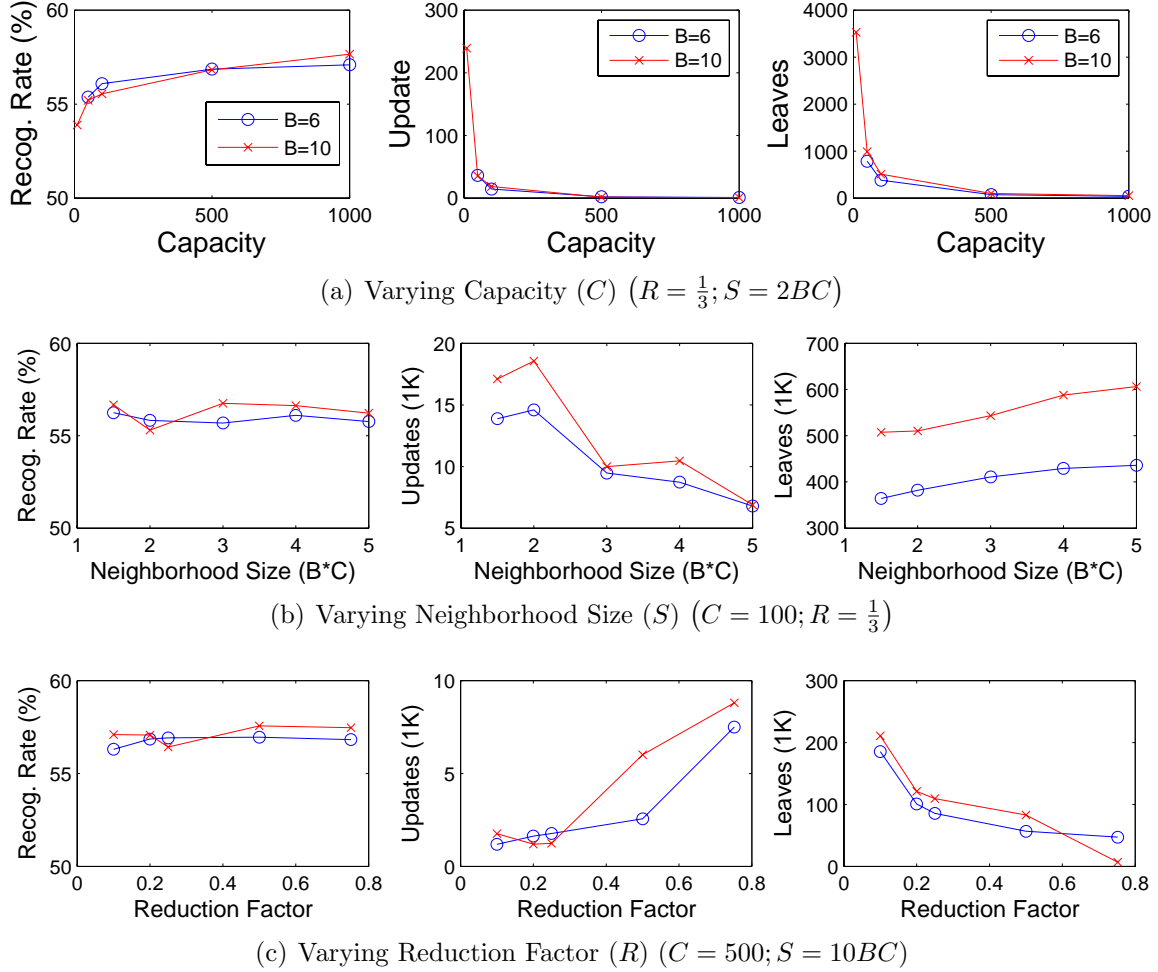 60
55
50
0
500
1000
Recog. Rate (%)
Capacity
B=6
B=10
300
200
100
0
0
500
1000
Update
Capacity
B=6
B=10
4000
3000
2000
1000
0
0
500
1000
Leaves
Capacity
B=6
B=10
(a) Varying Capacity (C) (R = 1/3; S = 2BC)
60
55
50
1 2 3 4 5
Recog. Rate (%)
Neighborhood Size (B*C)
20
15
10
5
1 2 3 4 5
Updates (1K)
Neighborhood Size (B*C)
700
600
500
400
300
1 2 3 4 5
Leaves (1K)
Neighborhood Size (B*C)
(b) Varying Neighborhood Size (S) (C = 100; R = 1/3)
60
55
50
0 0.2 0.4 0.6 0.8
Recog. Rate (%)
Reduction Factor
10
5
0
0 0.2 0.4 0.6 0.8
Updates (1K)
Reduction Factor
300
200
100
0
0 0.2 0.4 0.6 0.8
Leaves (1K)
Reduction Factor
(c) Varying Reduction Factor (R) (C = 500; S = 10BC)